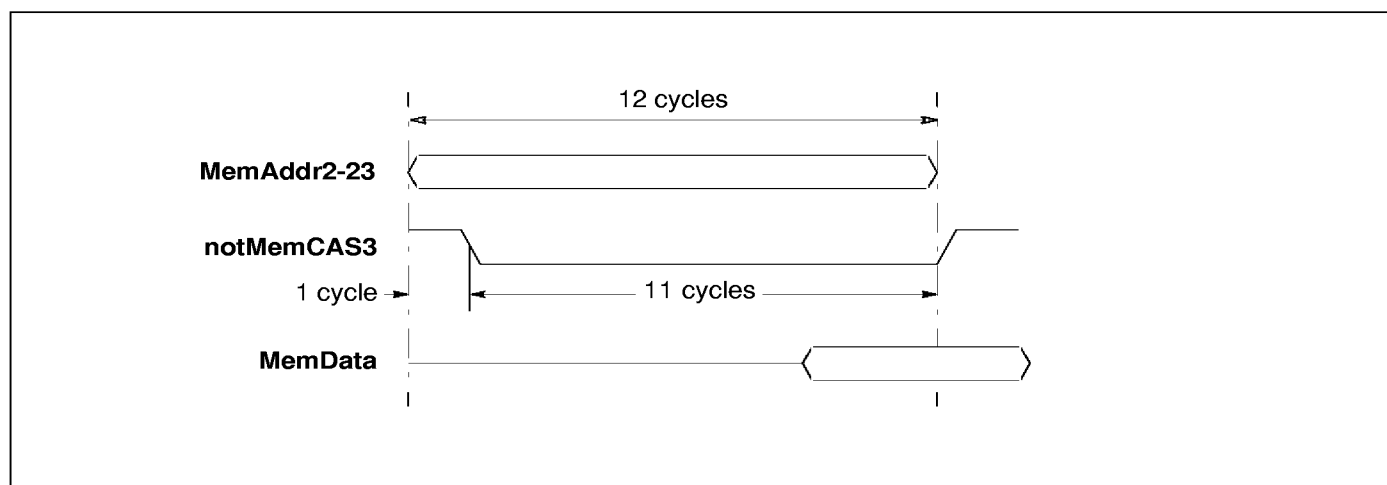 12 cycles
MemAddr2-23
notMemCAS3
1 cycle
11 cycles
MemData